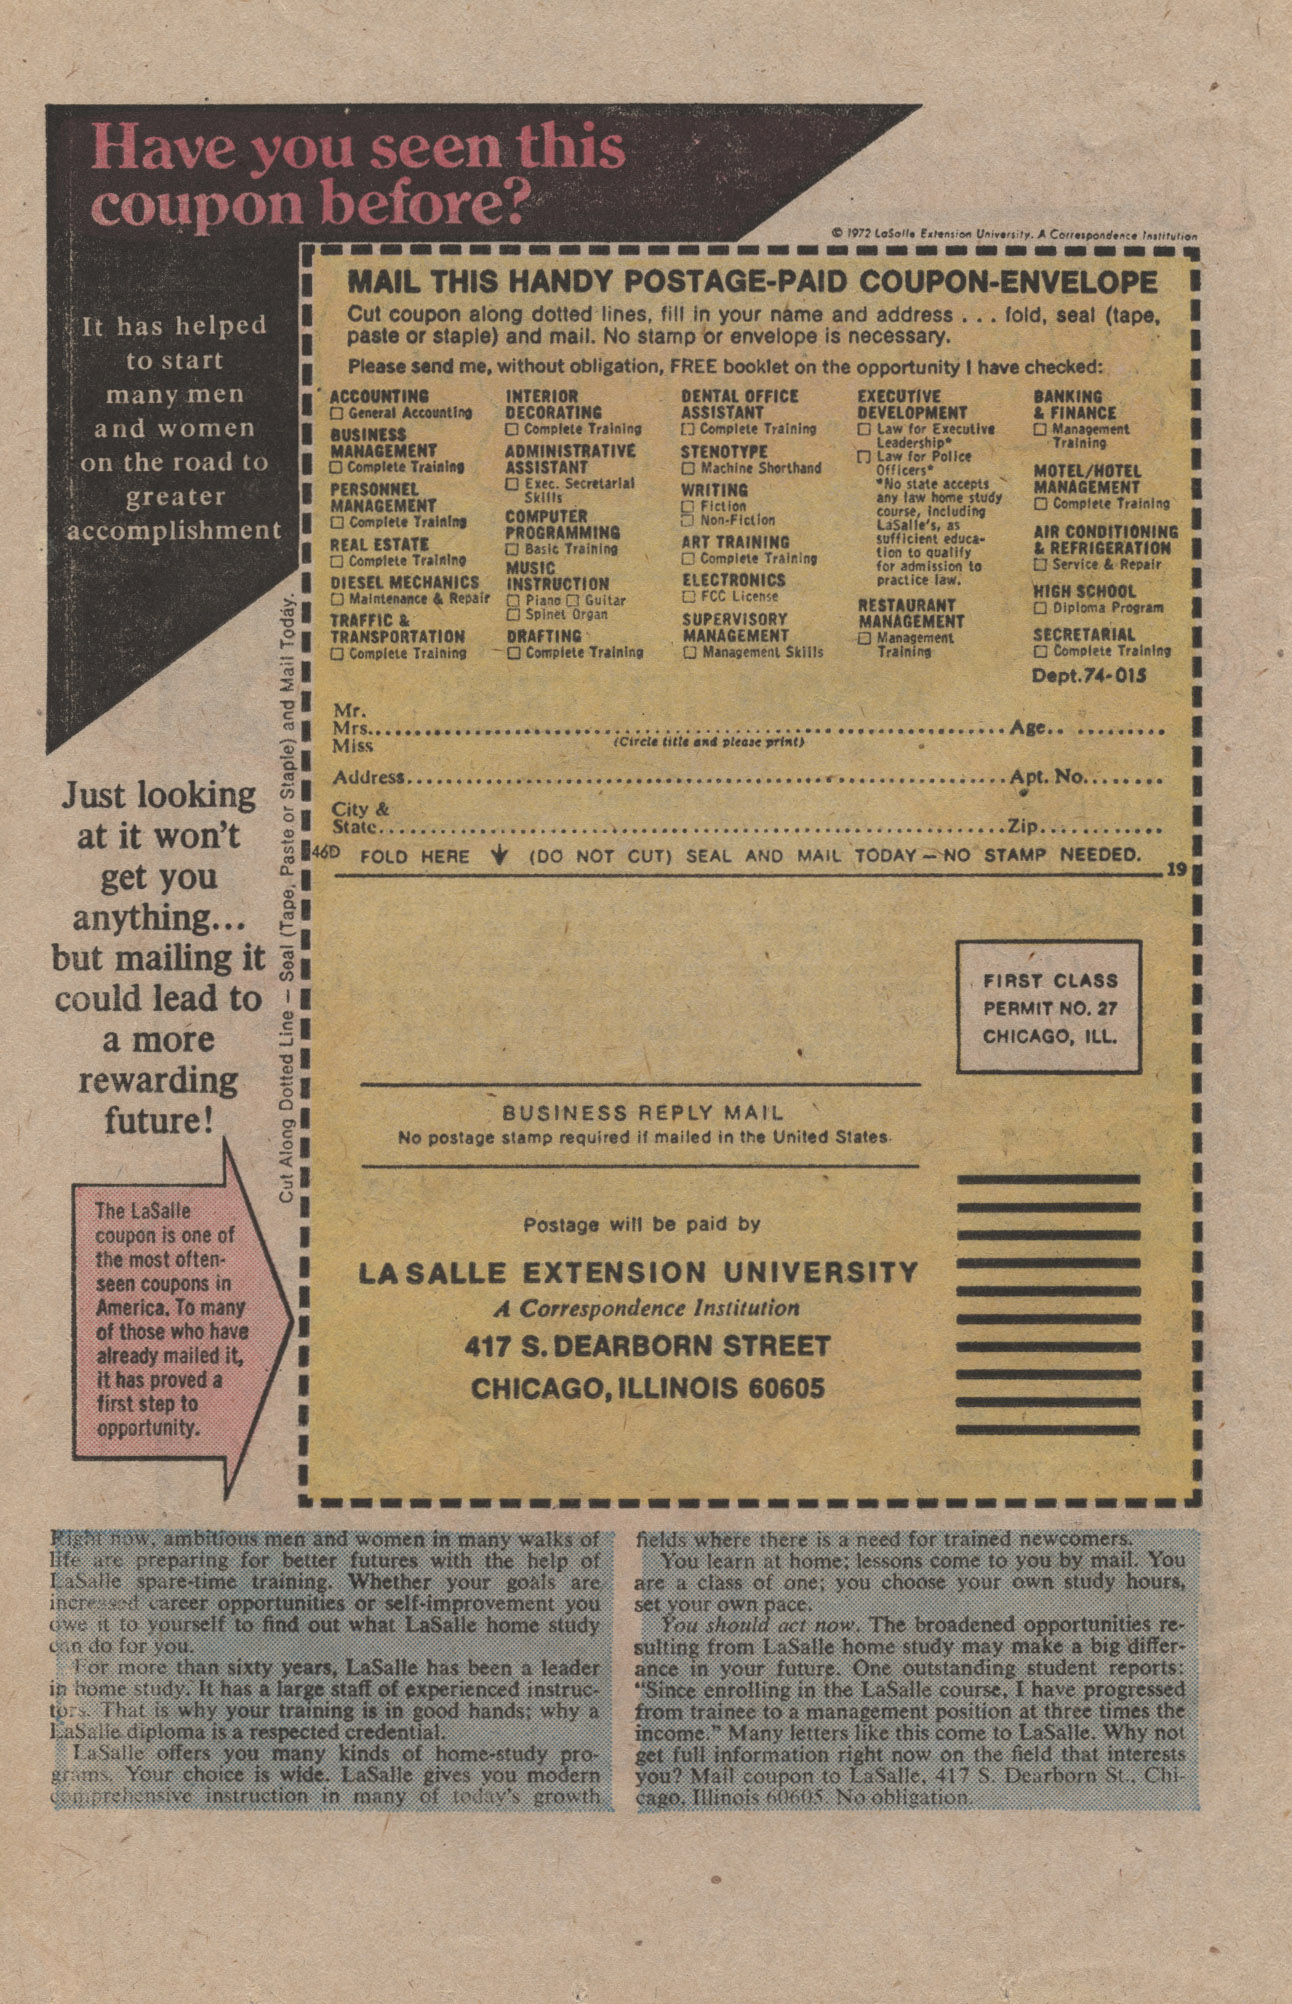 Have you seen this
coupon before?
It has helped
to start
many men
and women
on the road to
greater
accomplishment
Just looking
at it won't
get you
anything...
but mailing it
could lead to
a more
rewarding
future!
The LaSalle
coupon is one of
the most often-
seen coupons in
America. To many
of those who have
already mailed it,
it has proved a
first step to
opportunity.
Cut Along Dotted Line — Seal (Tape, Paste or Staple) and Mail Today.
© 1972 LaSalle Extension University. A Correspondence Institution
MAIL THIS HANDY POSTAGE-PAID COUPON-ENVELOPE
Cut coupon along dotted lines, fill in your name and address . . . fold, seal (tape,
paste or staple) and mail. No stamp or envelope is necessary.
Please send me, without obligation, FREE booklet on the opportunity I have checked:
ACCOUNTING
General Accounting
BUSINESS
MANAGEMENT
Complete Training
PERSONNEL
MANAGEMENT
Complete Training
REAL ESTATE
Complete Training
DIESEL MECHANICS
Maintenance & Repair
TRAFFIC &
TRANSPORTATION
Complete Training
INTERIOR
DECORATING
Complete Training
ADMINISTRATIVE
ASSISTANT
Exec. Secretarial
Skills
COMPUTER
PROGRAMMING
Basic Training
MUSIC
INSTRUCTION
Piano Guitar
Spinet Organ
DRAFTING
Complete Training
DENTAL OFFICE
ASSISTANT
Complete Training
STENOTYPE
Machine Shorthand
WRITING
Fiction
Non-Fiction
ART TRAINING
Complete Training
ELECTRONICS
FCC License
SUPERVISORY
MANAGEMENT
Management Skills
EXECUTIVE
DEVELOPMENT
Law for Executive
Leadership*
Law for Police
Officers*
*No state accepts
any law home study
course, including
LaSalle's, as
sufficient educa-
tion to qualify
for admission to
practice law.
RESTAURANT
MANAGEMENT
Management
Training
BANKING
& FINANCE
Management
Training
MOTEL/HOTEL
MANAGEMENT
Complete Training
AIR CONDITIONING
& REFRIGERATION
Service & Repair
HIGH SCHOOL
Diploma Program
SECRETARIAL
Complete Training
Dept. 74-015
Mr.
Mrs. Age
Miss (Circle title and please print)
Address Apt. No.
City &
State Zip
46D FOLD HERE ↓ (DO NOT CUT) SEAL AND MAIL TODAY — NO STAMP NEEDED.
19
FIRST CLASS
PERMIT NO. 27
CHICAGO, ILL.
BUSINESS REPLY MAIL
No postage stamp required if mailed in the United States.
Postage will be paid by
LA SALLE EXTENSION UNIVERSITY
A Correspondence Institution
417 S. DEARBORN STREET
CHICAGO, ILLINOIS 60605
Right now, ambitious men and women in many walks of
life are preparing for better futures with the help of
LaSalle spare-time training. Whether your goals are
increased career opportunities or self-improvement you
owe it to yourself to find out what LaSalle home study
can do for you.
For more than sixty years, LaSalle has been a leader
in home study. It has a large staff of experienced instruc-
tors. That is why your training is in good hands; why a
LaSalle diploma is a respected credential.
LaSalle offers you many kinds of home-study pro-
grams. Your choice is wide. LaSalle gives you modern
comprehensive instruction in many of today's growth
fields where there is a need for trained newcomers.
You learn at home; lessons come to you by mail. You
are a class of one; you choose your own study hours,
set your own pace.
You should act now. The broadened opportunities re-
sulting from LaSalle home study may make a big differ-
ance in your future. One outstanding student reports:
"Since enrolling in the LaSalle course, I have progressed
from trainee to a management position at three times the
income." Many letters like this come to LaSalle. Why not
get full information right now on the field that interests
you? Mail coupon to LaSalle, 417 S. Dearborn St., Chi-
cago, Illinois 60605. No obligation.